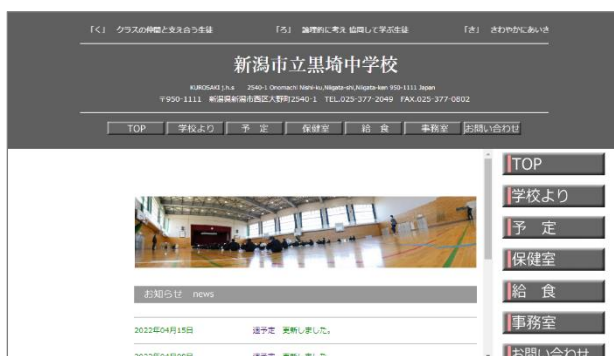 「く」 クラスの仲間と支え合う生徒 「ろ」 論理的に考え 協同して学ぶ生徒 「さ」 さわやかにあいさ
新潟市立黒埼中学校
KUROSAKI j.h.s 2540-1 Onomachi Nishi-ku,Niigata-shi,Niigata-ken 950-1111 Japan
〒950-1111 新潟県新潟市西区大野町2540-1 TEL.025-377-2049 FAX.025-377-0802
TOP 学校より 予 定 保健室 給 食 事務室 お問い合わせ
TOP
学校より
予 定
保健室
給 食
事務室
お問い合わせ
お知らせ news
2022年04月15日 週予定 更新しました。